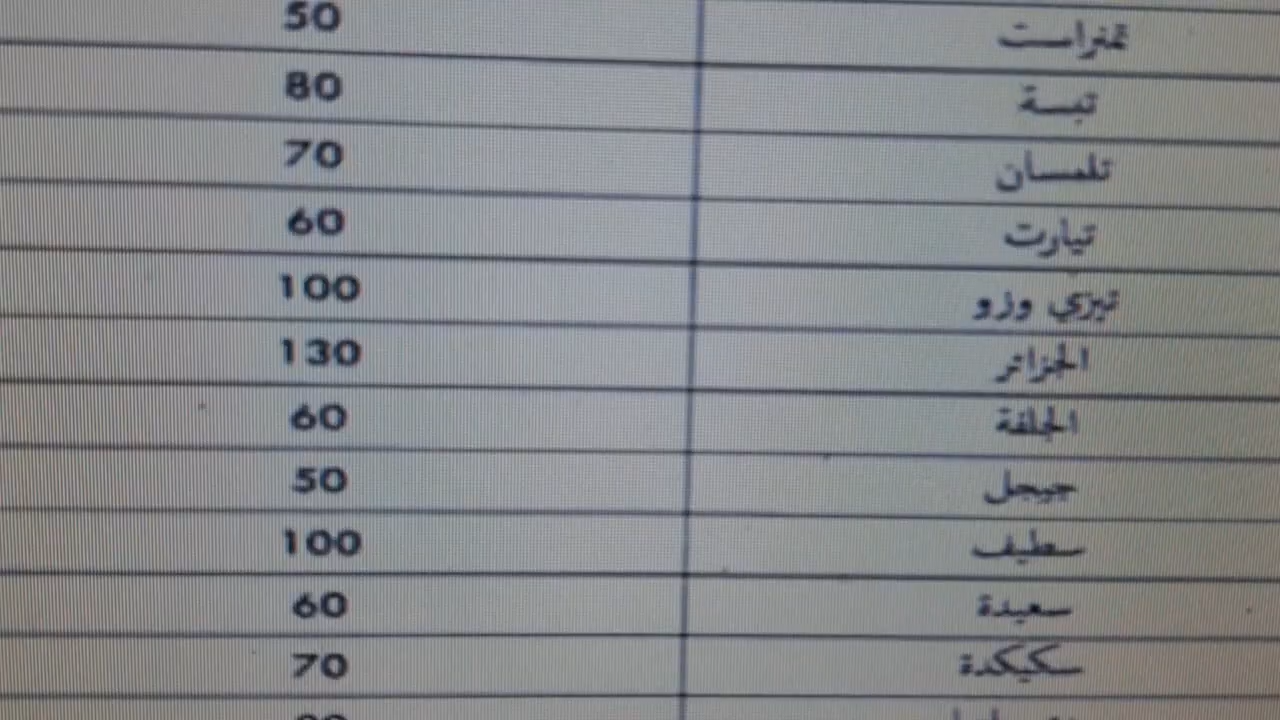 تمنراست 50
تبسة 80
تلمسان 70
تيارت 60
تيزي وزو 100
الجزائر 130
الجلفة 60
جيجل 50
سطيف 100
سعيدة 60
سكيكدة 70